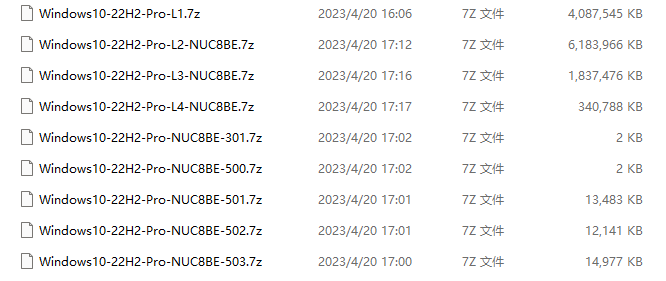 Windows10-22H2-Pro-L1.7z 2023/4/20 16:06 7Z 文件 4,087,545 KB
Windows10-22H2-Pro-L2-NUC8BE.7z 2023/4/20 17:12 7Z 文件 6,183,966 KB
Windows10-22H2-Pro-L3-NUC8BE.7z 2023/4/20 17:16 7Z 文件 1,837,476 KB
Windows10-22H2-Pro-L4-NUC8BE.7z 2023/4/20 17:17 7Z 文件 340,788 KB
Windows10-22H2-Pro-NUC8BE-301.7z 2023/4/20 17:02 7Z 文件 2 KB
Windows10-22H2-Pro-NUC8BE-500.7z 2023/4/20 17:02 7Z 文件 2 KB
Windows10-22H2-Pro-NUC8BE-501.7z 2023/4/20 17:01 7Z 文件 13,483 KB
Windows10-22H2-Pro-NUC8BE-502.7z 2023/4/20 17:01 7Z 文件 12,141 KB
Windows10-22H2-Pro-NUC8BE-503.7z 2023/4/20 17:00 7Z 文件 14,977 KB